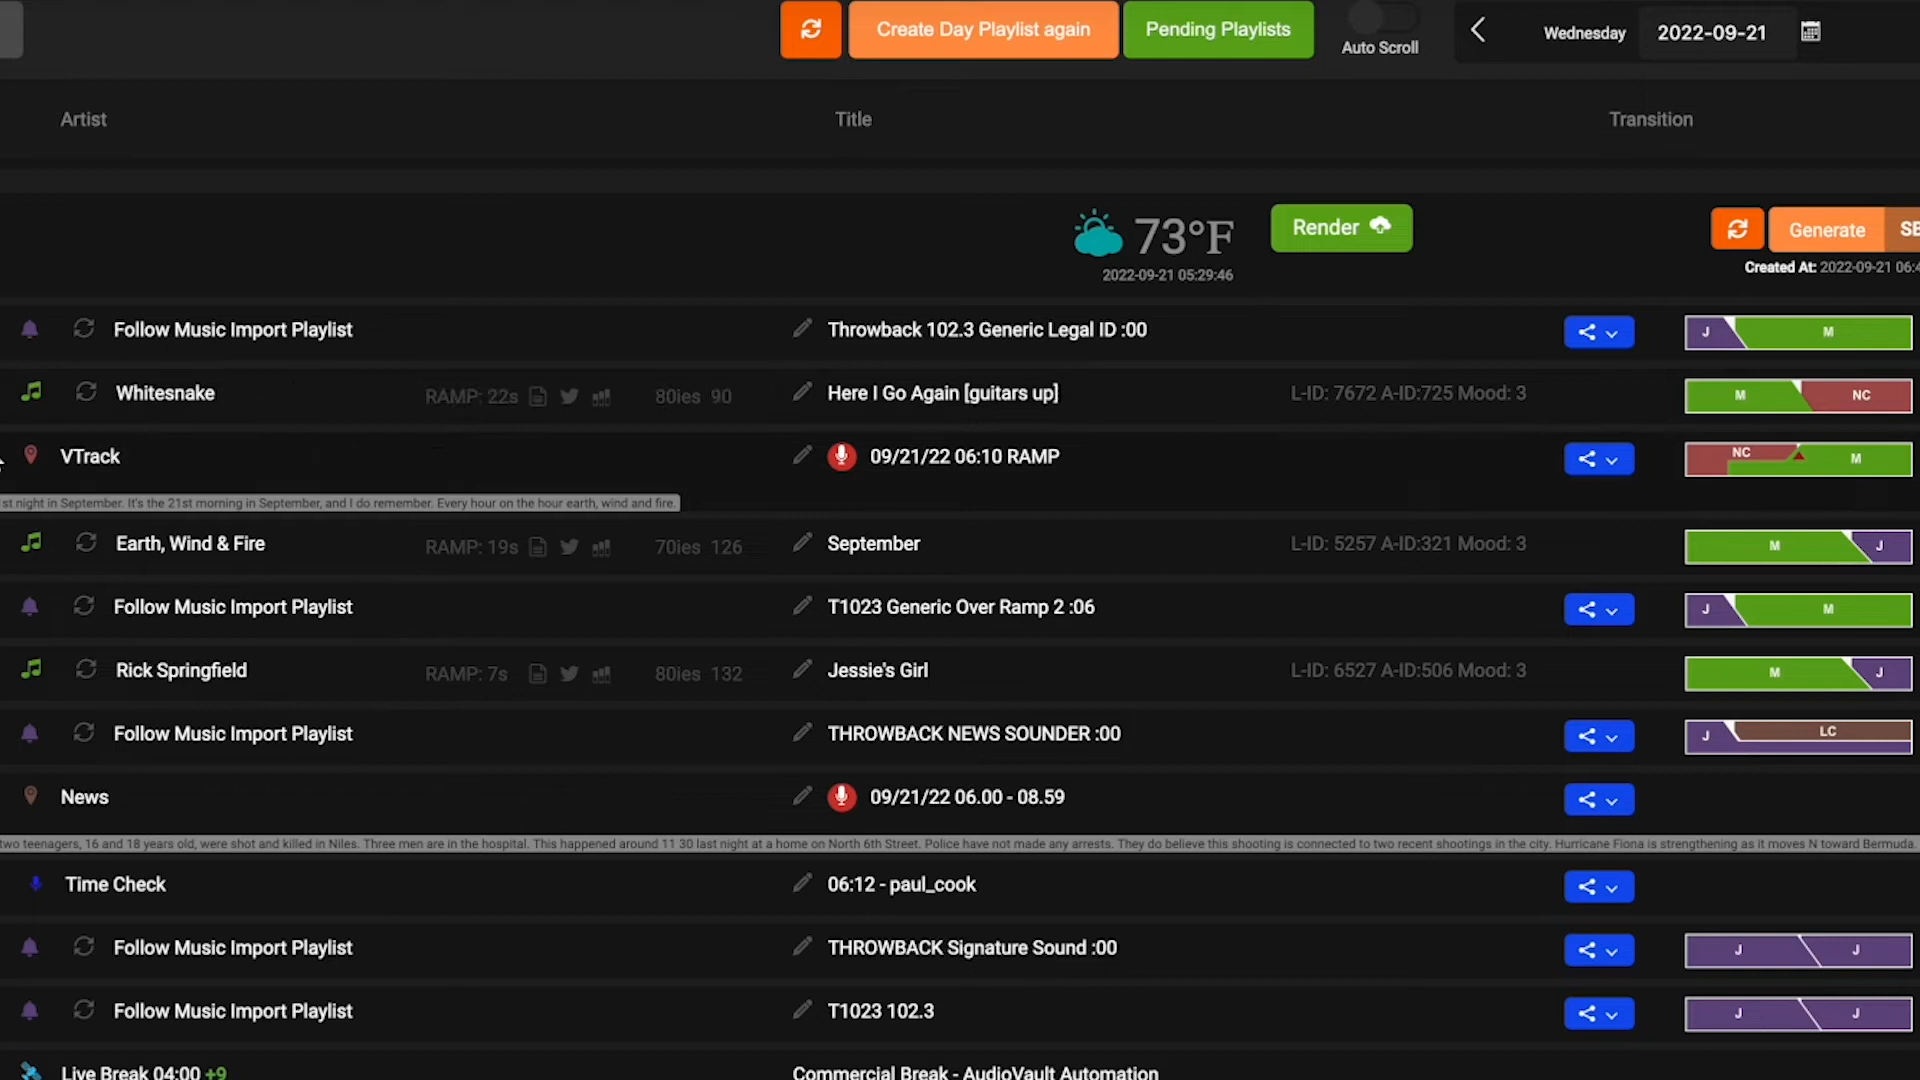 Create Day Playlist again Pending Playlists Auto Scroll Wednesday 2022-09-21
Artist Title Transition
73°F Render Generate
2022-09-21 05:29:46 Created At: 2022-09-21 06:4
Follow Music Import Playlist Throwback 102.3 Generic Legal ID :00 J M
Whitesnake RAMP: 22s 80ies 90 Here I Go Again [guitars up] L-ID: 7672 A-ID:725 Mood: 3 M NC
VTrack 09/21/22 06:10 RAMP NC M
st night in September. It's the 21st morning in September, and I do remember. Every hour on the hour earth, wind and fire.
Earth, Wind & Fire RAMP: 19s 70ies 126 September L-ID: 5257 A-ID:321 Mood: 3 M J
Follow Music Import Playlist T1023 Generic Over Ramp 2 :06 J M
Rick Springfield RAMP: 7s 80ies 132 Jessie's Girl L-ID: 6527 A-ID:506 Mood: 3 M J
Follow Music Import Playlist THROWBACK NEWS SOUNDER :00 J LC
News 09/21/22 06.00 - 08.59
two teenagers, 16 and 18 years old, were shot and killed in Niles. Three men are in the hospital. This happened around 11 30 last night at a home on North 6th Street. Police have not made any arrests. They do believe this shooting is connected to two recent shootings in the city. Hurricane Fiona is strengthening as it moves N toward Bermuda.
Time Check 06:12 - paul_cook
Follow Music Import Playlist THROWBACK Signature Sound :00 J J
Follow Music Import Playlist T1023 102.3 J J
Live Break 04:00 +9 Commercial Break - AudioVault Automation